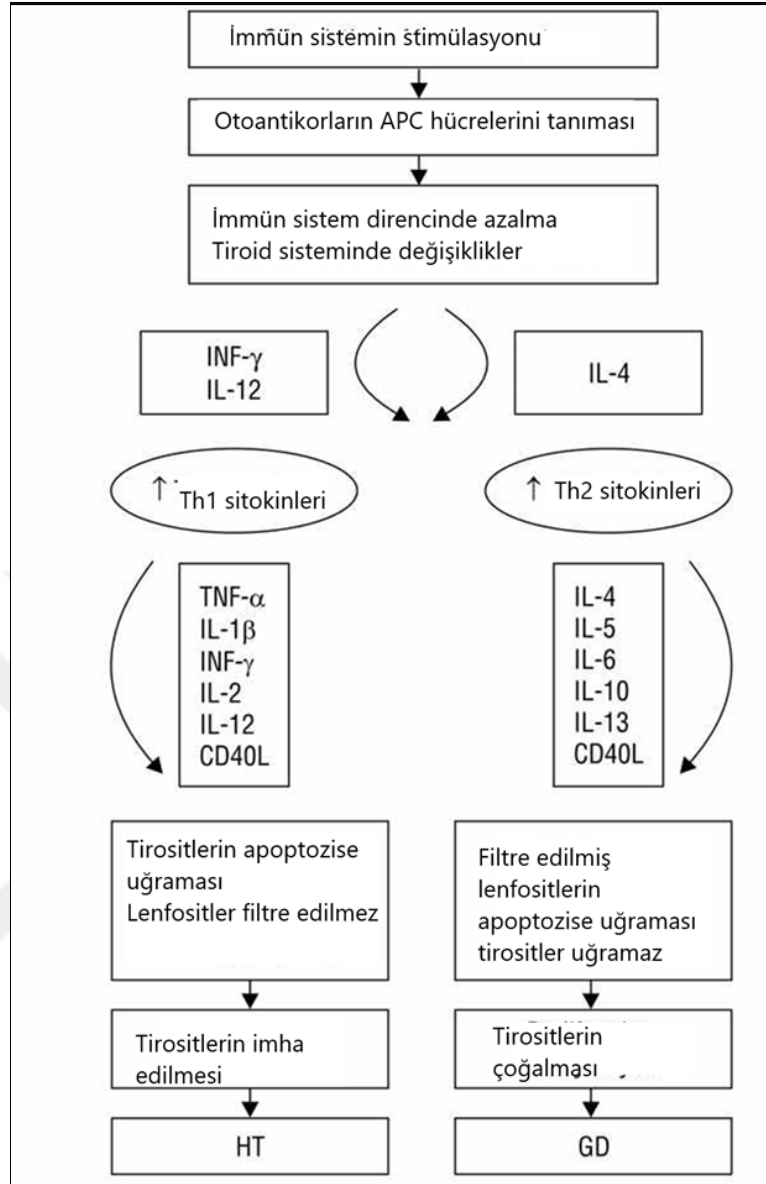 İmmün sistemin stimülasyonu
Otoantikorların APC hücrelerini tanıması
İmmün sistem direncinde azalma
Tiroid sisteminde değişiklikler
INF-γ
IL-12
IL-4
↑ Th1 sitokinleri
↑ Th2 sitokinleri
TNF-α
IL-1β
INF-γ
IL-2
IL-12
CD40L
IL-4
IL-5
IL-6
IL-10
IL-13
CD40L
Tirositlerin apoptozise
uğraması
Lenfositler filtre edilmez
Filtre edilmiş
lenfositlerin
apoptozise uğraması
tirositler uğramaz
Tirositlerin imha
edilmesi
Tirositlerin
çoğalması
HT
GD